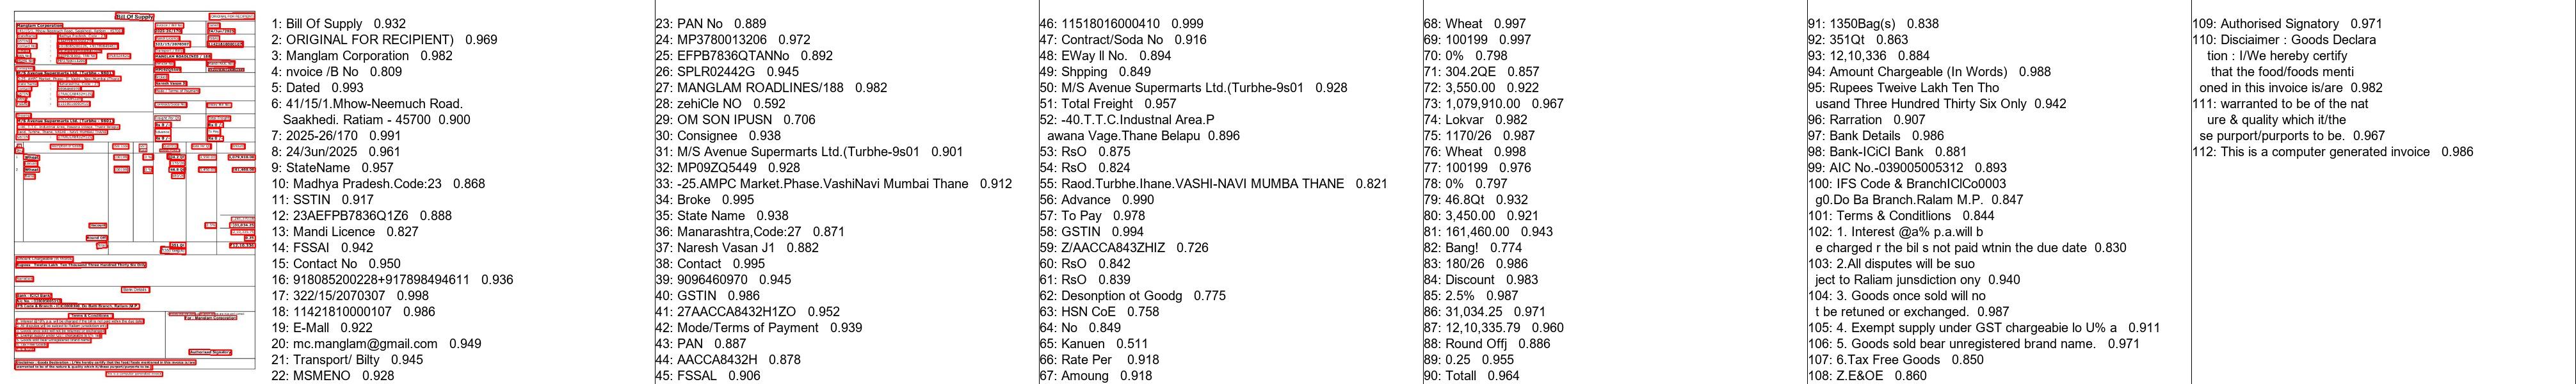 1: Bill Of Supply 0.932
2: ORIGINAL FOR RECIPIENT) 0.969
3: Manglam Corporation 0.982
4: nvoice /B No 0.809
5: Dated 0.993
6: 41/15/1.Mhow-Neemuch Road.
Saakhedi. Ratiam - 45700 0.900
7: 2025-26/170 0.991
8: 24/3un/2025 0.961
9: StateName 0.957
10: Madhya Pradesh.Code:23 0.868
11: SSTIN 0.917
12: 23AEFPB7836Q1Z6 0.888
13: Mandi Licence 0.827
14: FSSAI 0.942
15: Contact No 0.950
16: 918085200228+917898494611 0.936
17: 322/15/2070307 0.998
18: 11421810000107 0.986
19: E-Mall 0.922
20: mc.manglam@gmail.com 0.949
21: Transport/ Bilty 0.945
22: MSMENO 0.928
23: PAN No 0.889
24: MP3780013206 0.972
25: EFPB7836QTANNo 0.892
26: SPLR02442G 0.945
27: MANGLAM ROADLINES/188 0.982
28: zehiCle NO 0.592
29: OM SON IPUSN 0.706
30: Consignee 0.938
31: M/S Avenue Supermarts Ltd.(Turbhe-9s01 0.901
32: MP09ZQ5449 0.928
33: -25.AMPC Market.Phase.VashiNavi Mumbai Thane 0.912
34: Broke 0.995
35: State Name 0.938
36: Manarashtra,Code:27 0.871
37: Naresh Vasan J1 0.882
38: Contact 0.995
39: 9096460970 0.945
40: GSTIN 0.986
41: 27AACCA8432H1ZO 0.952
42: Mode/Terms of Payment 0.939
43: PAN 0.887
44: AACCA8432H 0.878
45: FSSAL 0.906
46: 11518016000410 0.999
47: Contract/Soda No 0.916
48: EWay ll No. 0.894
49: Shpping 0.849
50: M/S Avenue Supermarts Ltd.(Turbhe-9s01 0.928
51: Total Freight 0.957
52: -40.T.T.C.Industnal Area.P
awana Vage.Thane Belapu 0.896
53: RsO 0.875
54: RsO 0.824
55: Raod.Turbhe.Ihane.VASHI-NAVI MUMBA THANE 0.821
56: Advance 0.990
57: To Pay 0.978
58: GSTIN 0.994
59: Z/AACCA843ZHIZ 0.726
60: RsO 0.842
61: RsO 0.839
62: Desonption ot Goodg 0.775
63: HSN CoE 0.758
64: No 0.849
65: Kanuen 0.511
66: Rate Per 0.918
67: Amoung 0.918
68: Wheat 0.997
69: 100199 0.997
70: 0% 0.798
71: 304.2QE 0.857
72: 3,550.00 0.922
73: 1,079,910.00 0.967
74: Lokvar 0.982
75: 1170/26 0.987
76: Wheat 0.998
77: 100199 0.976
78: 0% 0.797
79: 46.8Qt 0.932
80: 3,450.00 0.921
81: 161,460.00 0.943
82: Bang! 0.774
83: 180/26 0.986
84: Discount 0.983
85: 2.5% 0.987
86: 31,034.25 0.971
87: 12,10,335.79 0.960
88: Round Offj 0.886
89: 0.25 0.955
90: Totall 0.964
91: 1350Bag(s) 0.838
92: 351Qt 0.863
93: 12,10,336 0.884
94: Amount Chargeable (In Words) 0.988
95: Rupees Tweive Lakh Ten Tho
usand Three Hundred Thirty Six Only 0.942
96: Rarration 0.907
97: Bank Details 0.986
98: Bank-ICiCI Bank 0.881
99: AIC No.-039005005312 0.893
100: IFS Code & BranchIClCo0003
g0.Do Ba Branch.Ralam M.P. 0.847
101: Terms & Conditlions 0.844
102: 1. Interest @a% p.a.will b
e charged r the bil s not paid wtnin the due date 0.830
103: 2.All disputes will be suo
ject to Raliam junsdiction ony 0.940
104: 3. Goods once sold will no
t be retuned or exchanged. 0.987
105: 4. Exempt supply under GST chargeabie lo U% a 0.911
106: 5. Goods sold bear unregistered brand name. 0.971
107: 6.Tax Free Goods 0.850
108: Z.E&OE 0.860
109: Authorised Signatory 0.971
110: Disciaimer : Goods Declara
tion : I/We hereby certify
that the food/foods menti
oned in this invoice is/are 0.982
111: warranted to be of the nat
ure & quality which it/the
se purport/purports to be. 0.967
112: This is a computer generated invoice 0.986